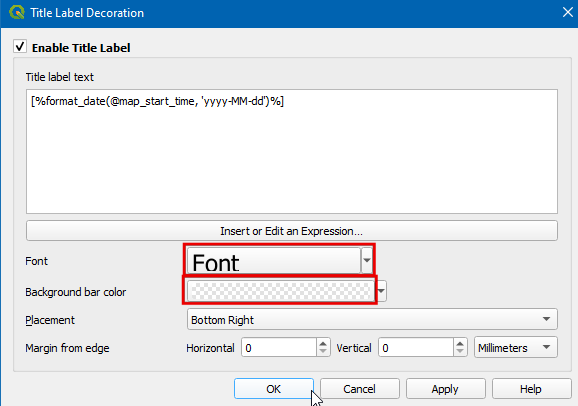 Title Label Decoration
Enable Title Label
Title label text
[%format_date(@map_start_time, 'yyyy-MM-dd')%]
Insert or Edit an Expression...
Font Font
Background bar color
Placement Bottom Right
Margin from edge Horizontal 0 Vertical 0 Millimeters
OK Cancel Apply Help